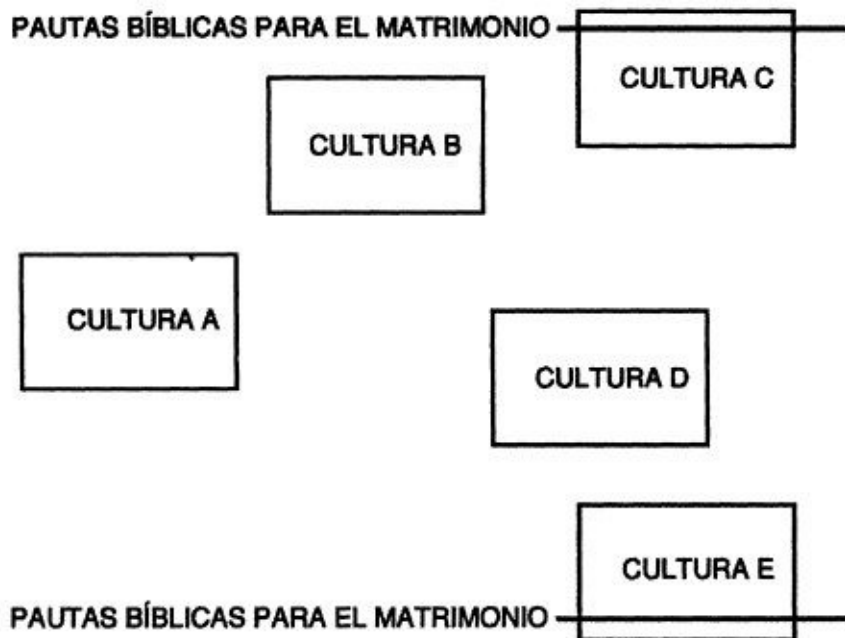 PAUTAS BÍBLICAS PARA EL MATRIMONIO
CULTURA C
CULTURA B
CULTURA A
CULTURA D
CULTURA E
PAUTAS BÍBLICAS PARA EL MATRIMONIO